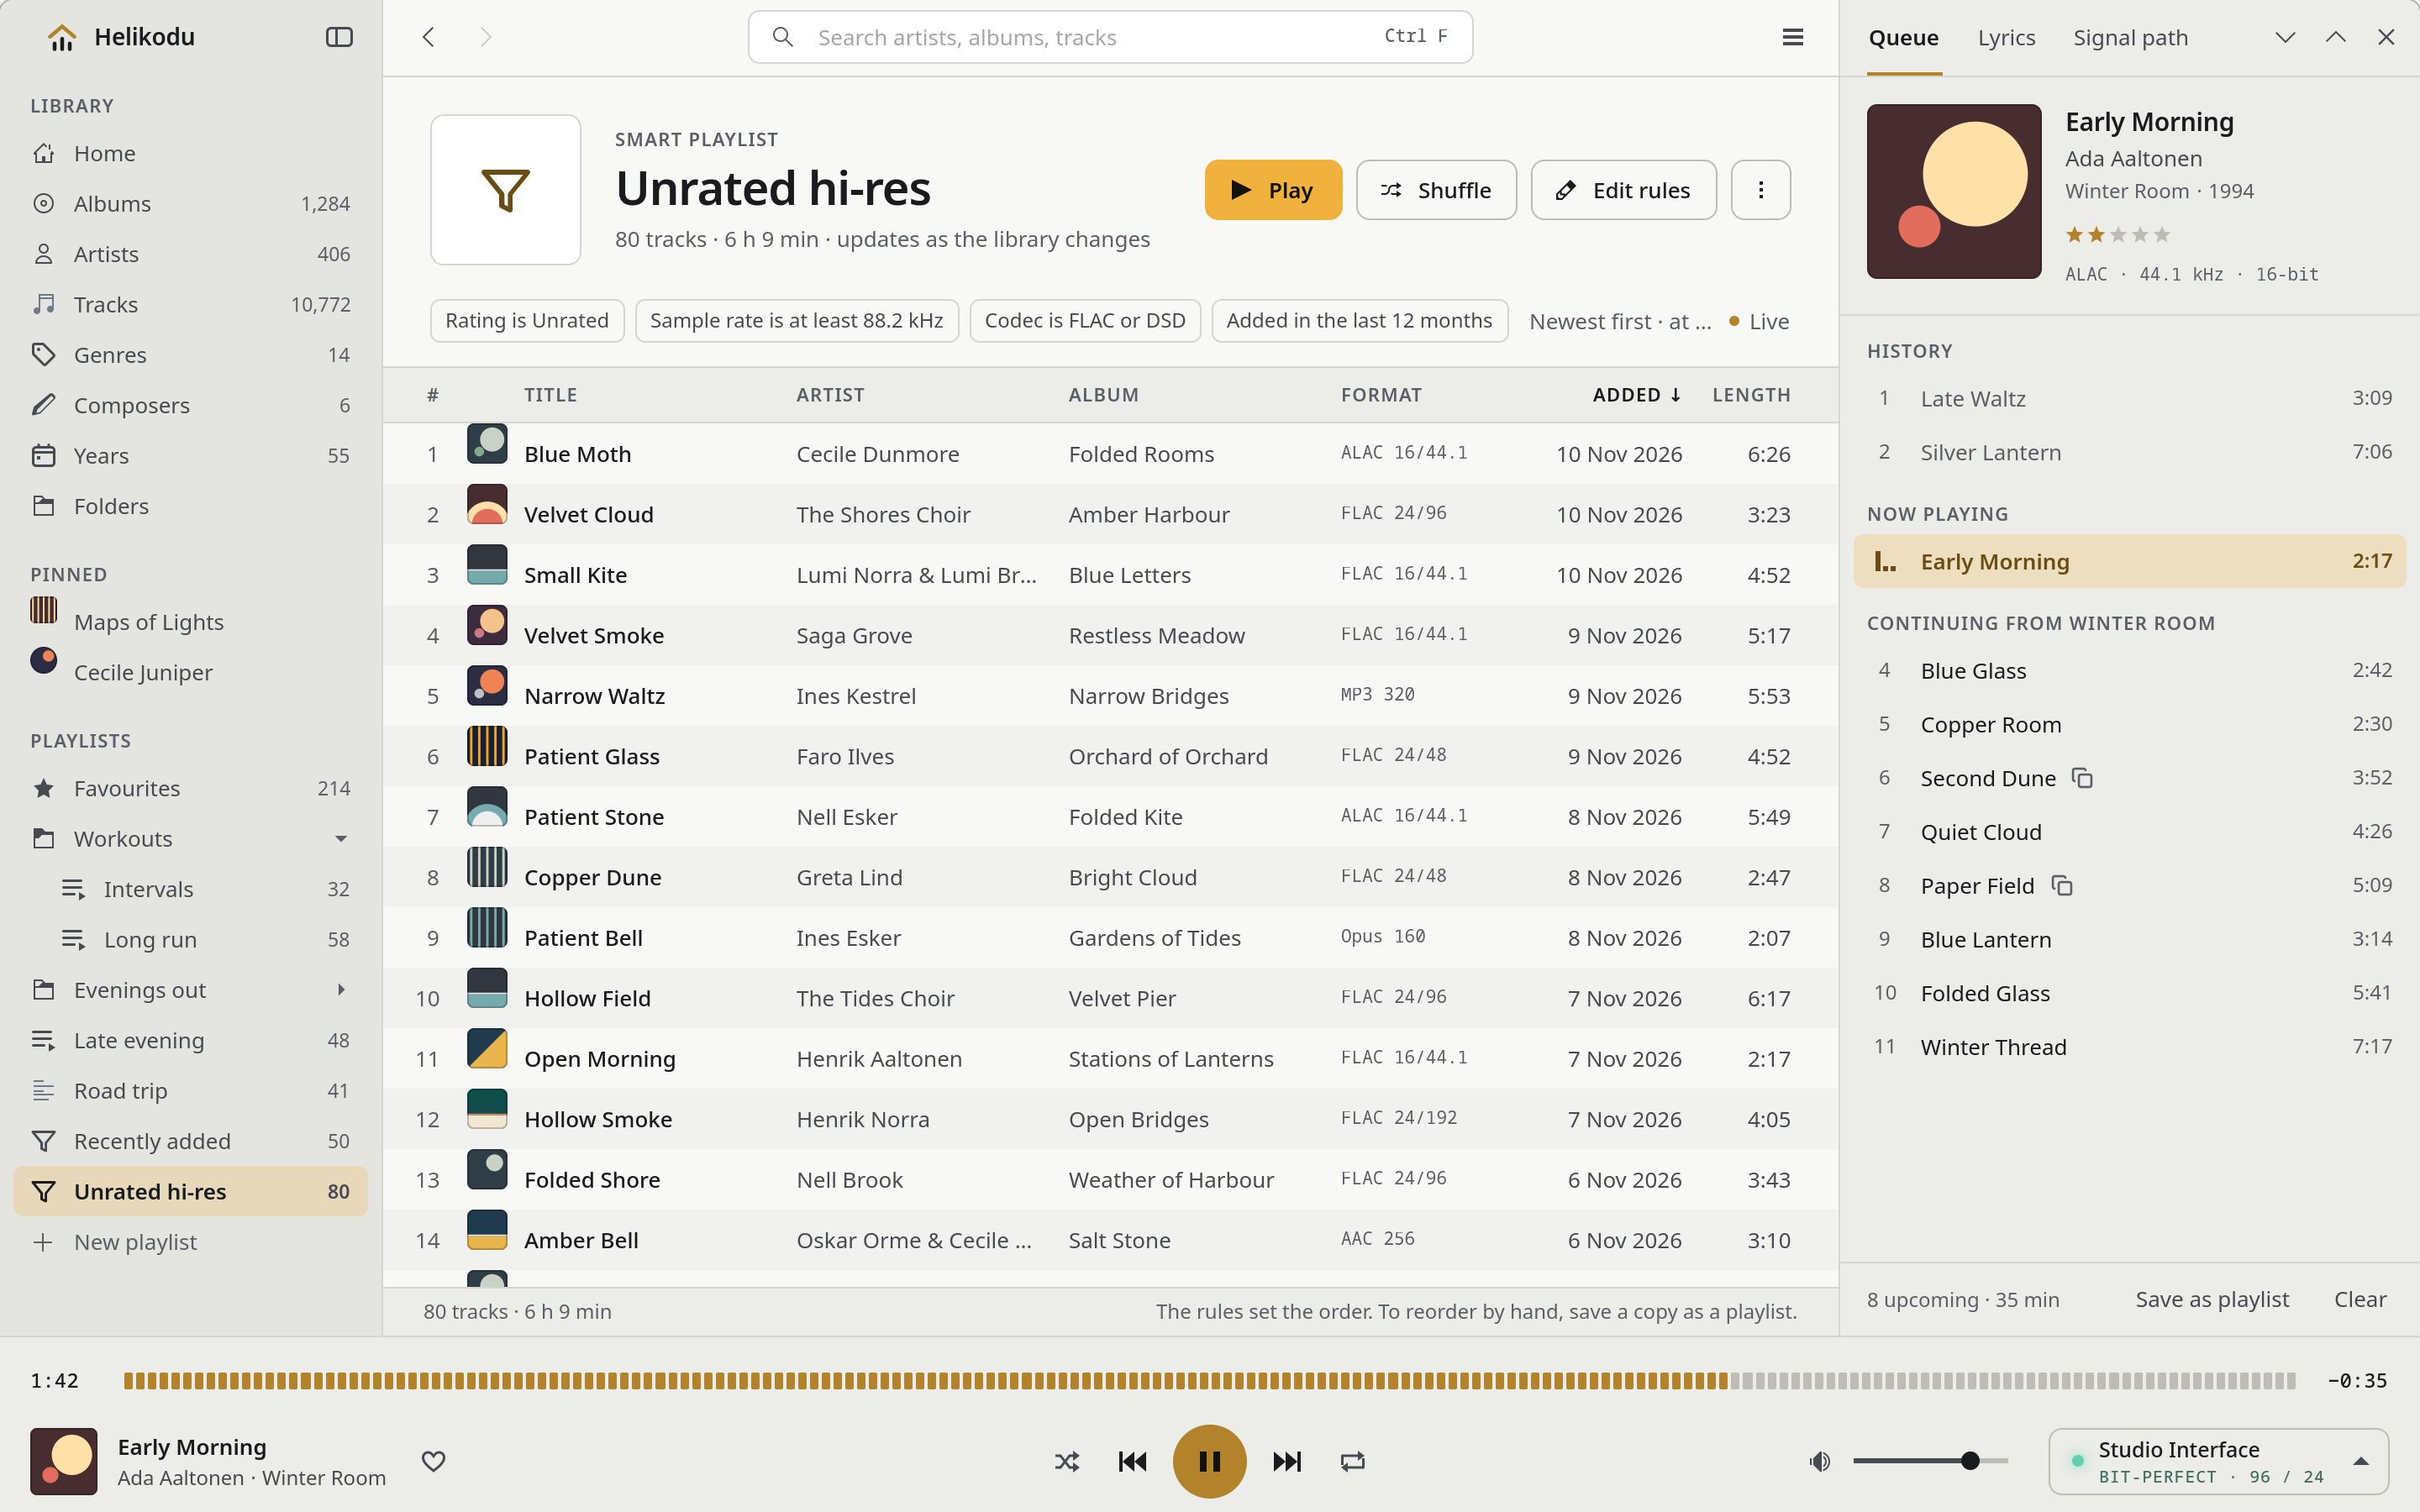 Helikodu
LIBRARY
Home
Albums 1,284
Artists 406
Tracks 10,772
Genres 14
Composers 6
Years 55
Folders
PINNED
Maps of Lights
Cecile Juniper
PLAYLISTS
Favourites 214
Workouts
Intervals 32
Long run 58
Evenings out
Late evening 48
Road trip 41
Recently added 50
Unrated hi-res 80
New playlist
Search artists, albums, tracks Ctrl F
SMART PLAYLIST
Unrated hi-res
80 tracks · 6 h 9 min · updates as the library changes
Play Shuffle Edit rules
Rating is Unrated Sample rate is at least 88.2 kHz Codec is FLAC or DSD Added in the last 12 months Newest first · at … Live
# TITLE ARTIST ALBUM FORMAT ADDED ↓ LENGTH
1 Blue Moth Cecile Dunmore Folded Rooms ALAC 16/44.1 10 Nov 2026 6:26
2 Velvet Cloud The Shores Choir Amber Harbour FLAC 24/96 10 Nov 2026 3:23
3 Small Kite Lumi Norra & Lumi Br… Blue Letters FLAC 16/44.1 10 Nov 2026 4:52
4 Velvet Smoke Saga Grove Restless Meadow FLAC 16/44.1 9 Nov 2026 5:17
5 Narrow Waltz Ines Kestrel Narrow Bridges MP3 320 9 Nov 2026 5:53
6 Patient Glass Faro Ilves Orchard of Orchard FLAC 24/48 9 Nov 2026 4:52
7 Patient Stone Nell Esker Folded Kite ALAC 16/44.1 8 Nov 2026 5:49
8 Copper Dune Greta Lind Bright Cloud FLAC 24/48 8 Nov 2026 2:47
9 Patient Bell Ines Esker Gardens of Tides Opus 160 8 Nov 2026 2:07
10 Hollow Field The Tides Choir Velvet Pier FLAC 24/96 7 Nov 2026 6:17
11 Open Morning Henrik Aaltonen Stations of Lanterns FLAC 16/44.1 7 Nov 2026 2:17
12 Hollow Smoke Henrik Norra Open Bridges FLAC 24/192 7 Nov 2026 4:05
13 Folded Shore Nell Brook Weather of Harbour FLAC 24/96 6 Nov 2026 3:43
14 Amber Bell Oskar Orme & Cecile … Salt Stone AAC 256 6 Nov 2026 3:10
80 tracks · 6 h 9 min The rules set the order. To reorder by hand, save a copy as a playlist.
Queue Lyrics Signal path
Early Morning
Ada Aaltonen
Winter Room · 1994
ALAC · 44.1 kHz · 16-bit
HISTORY
1 Late Waltz 3:09
2 Silver Lantern 7:06
NOW PLAYING
Early Morning 2:17
CONTINUING FROM WINTER ROOM
4 Blue Glass 2:42
5 Copper Room 2:30
6 Second Dune 3:52
7 Quiet Cloud 4:26
8 Paper Field 5:09
9 Blue Lantern 3:14
10 Folded Glass 5:41
11 Winter Thread 7:17
8 upcoming · 35 min Save as playlist Clear
1:42 −0:35
Early Morning
Ada Aaltonen · Winter Room
Studio Interface
BIT-PERFECT · 96 / 24